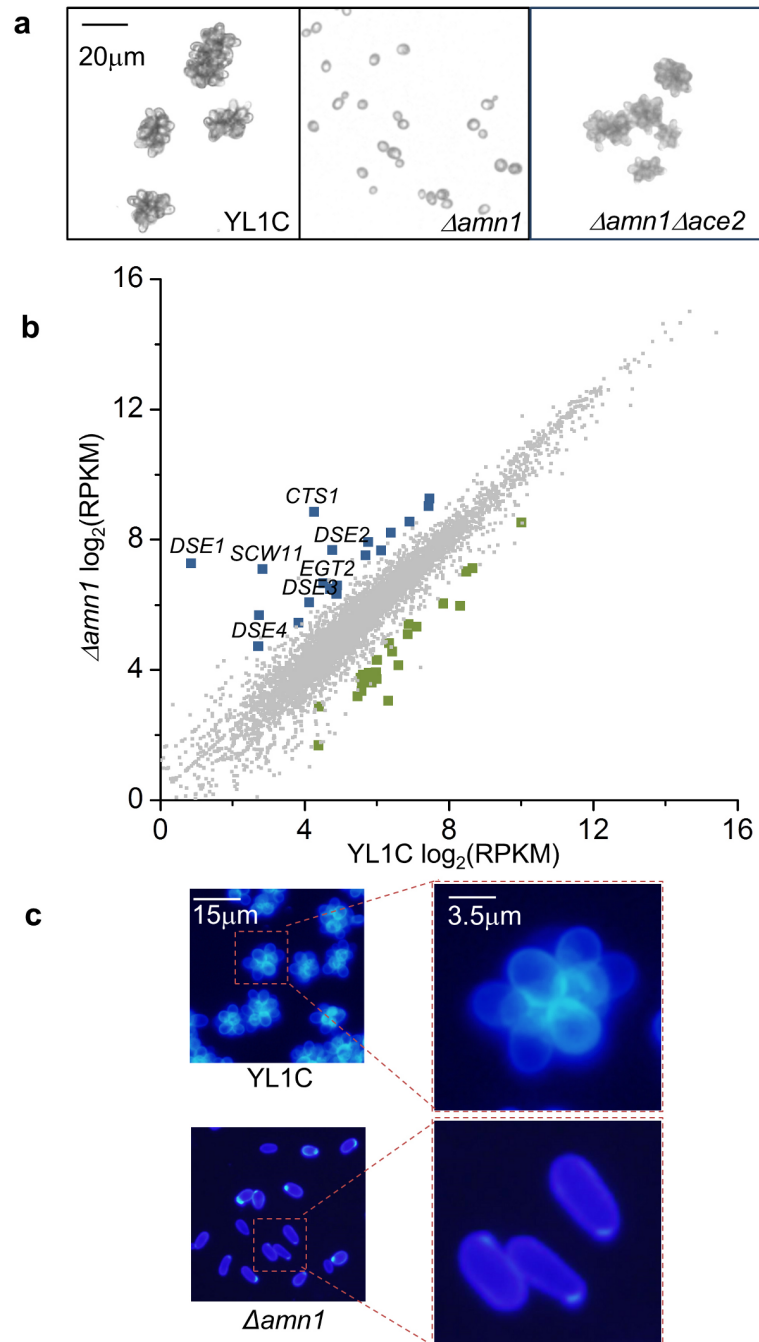 a
20μm
YL1C
Δamn1
Δamn1Δace2
b
16
12
8
4
0
Δamn1 log2(RPKM)
CTS1
DSE1
SCW11
DSE2
EGT2
DSE3
DSE4
0
4
8
12
16
YL1C log2(RPKM)
c
15μm
3.5μm
YL1C
Δamn1